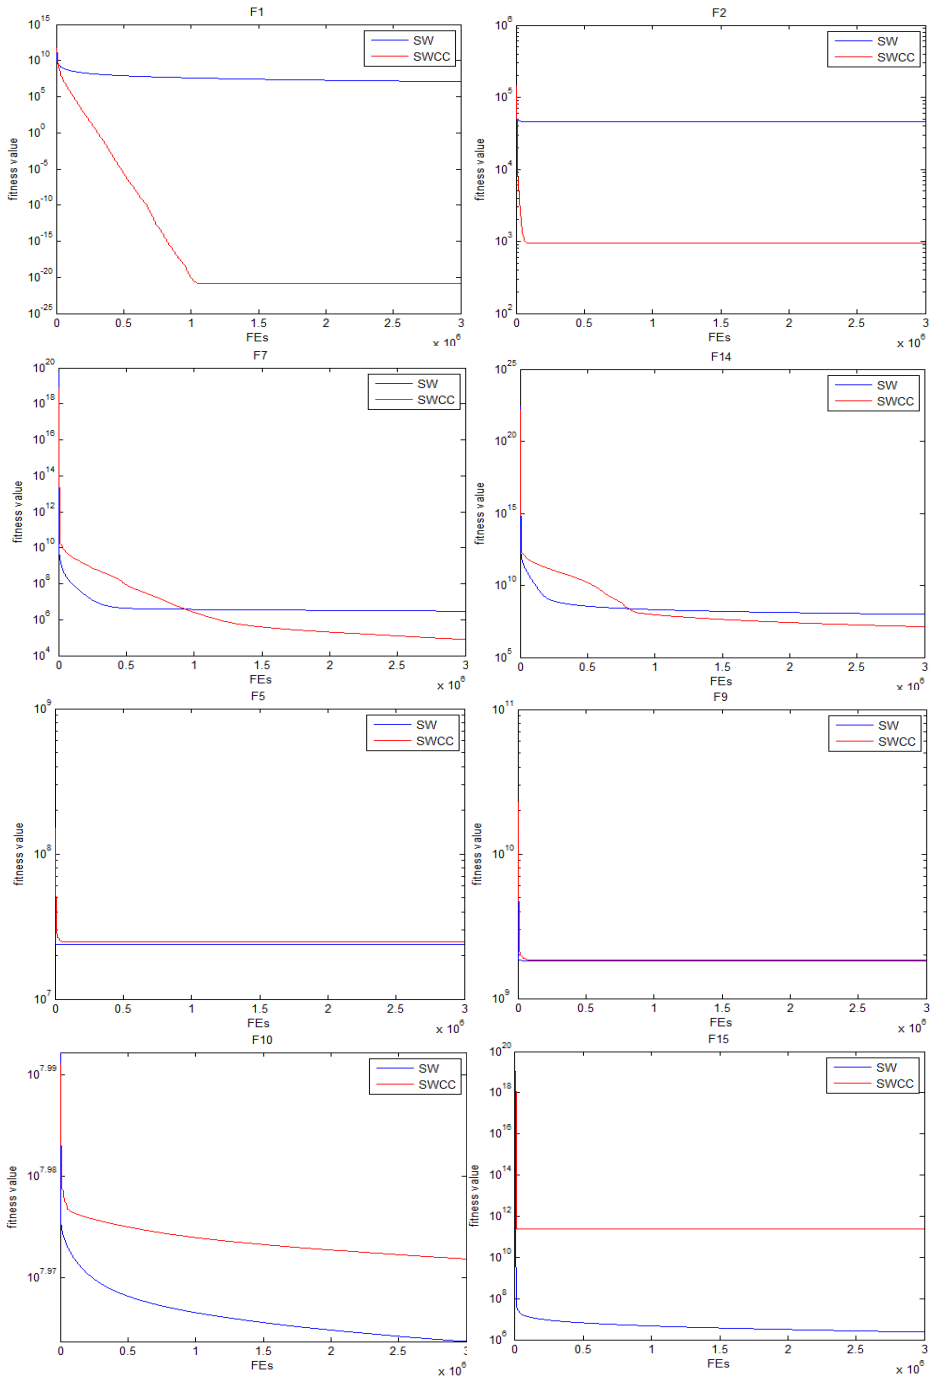 F1
10^15
10^10
10^5
10^0
10^-5
10^-10
10^-15
10^-20
10^-25
fitness value
SW
SWCC
0 0.5 1 1.5 2 2.5 3
FEs
x 10^6
F2
10^6
10^5
10^4
10^3
10^2
fitness value
SW
SWCC
0 0.5 1 1.5 2 2.5 3
FEs
x 10^6
F7
10^20
10^18
10^16
10^14
10^12
10^10
10^8
10^6
10^4
fitness value
SW
SWCC
0 0.5 1 1.5 2 2.5 3
FEs
x 10^6
F14
10^25
10^20
10^15
10^10
10^5
fitness value
SW
SWCC
0 0.5 1 1.5 2 2.5 3
FEs
x 10^6
F5
10^9
10^8
10^7
fitness value
SW
SWCC
0 0.5 1 1.5 2 2.5 3
FEs
x 10^6
F9
10^11
10^10
10^9
fitness value
SW
SWCC
0 0.5 1 1.5 2 2.5 3
FEs
x 10^6
F10
10^7.99
10^7.98
10^7.97
fitness value
SW
SWCC
0 0.5 1 1.5 2 2.5 3
FEs
x 10^6
F15
10^20
10^18
10^16
10^14
10^12
10^10
10^8
10^6
fitness value
SW
SWCC
0 0.5 1 1.5 2 2.5 3
FEs
x 10^6